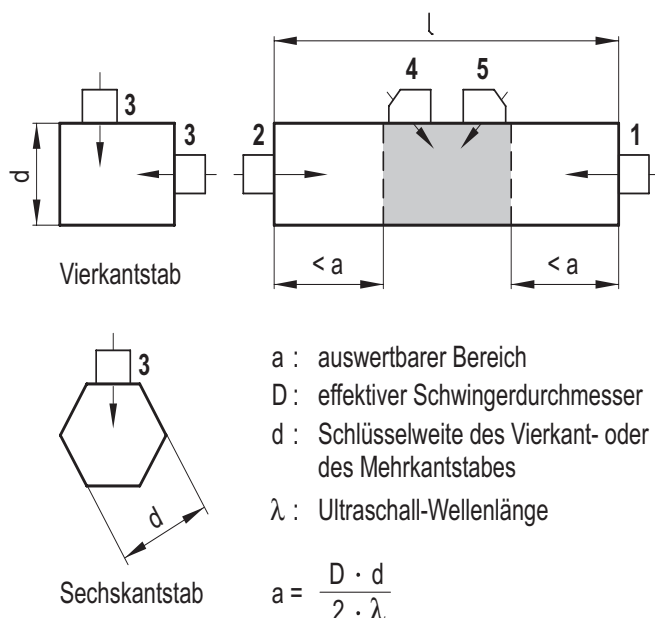 l
4 5
3
3 2 1
d
< a < a
Vierkantstab
3
a : auswertbarer Bereich
D : effektiver Schwingerdurchmesser
d : Schlüsselweite des Vierkant- oder
des Mehrkantstabes
λ : Ultraschall-Wellenlänge
d
Sechskantstab
a = D · d
2 · λ